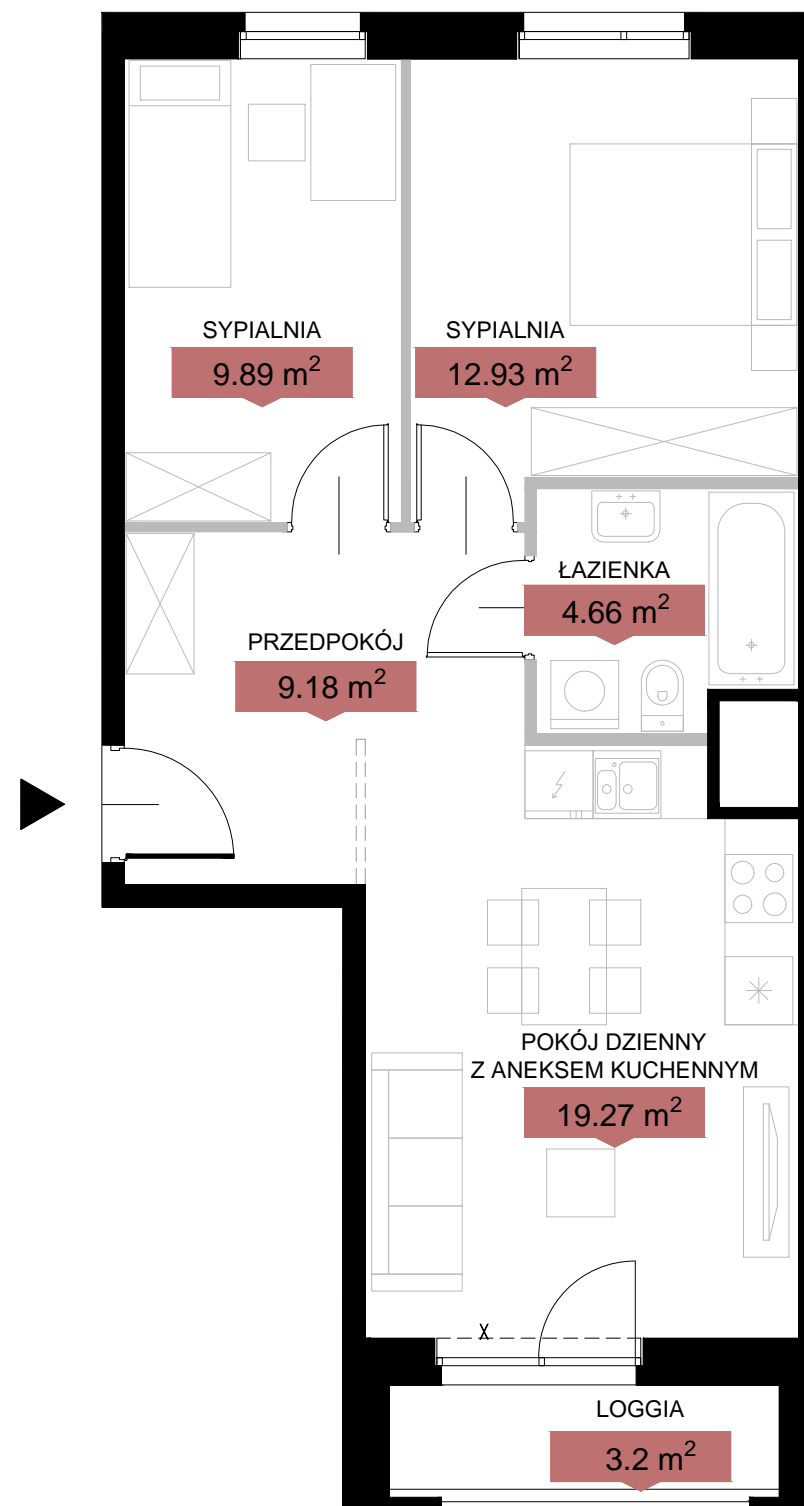 SYPIALNIA
9.89 m²
SYPIALNIA
12.93 m²
ŁAZIENKA
4.66 m²
PRZEDPOKÓJ
9.18 m²
POKÓJ DZIENNY
Z ANEKSEM KUCHENNYM
19.27 m²
X
LOGGIA
3.2 m²